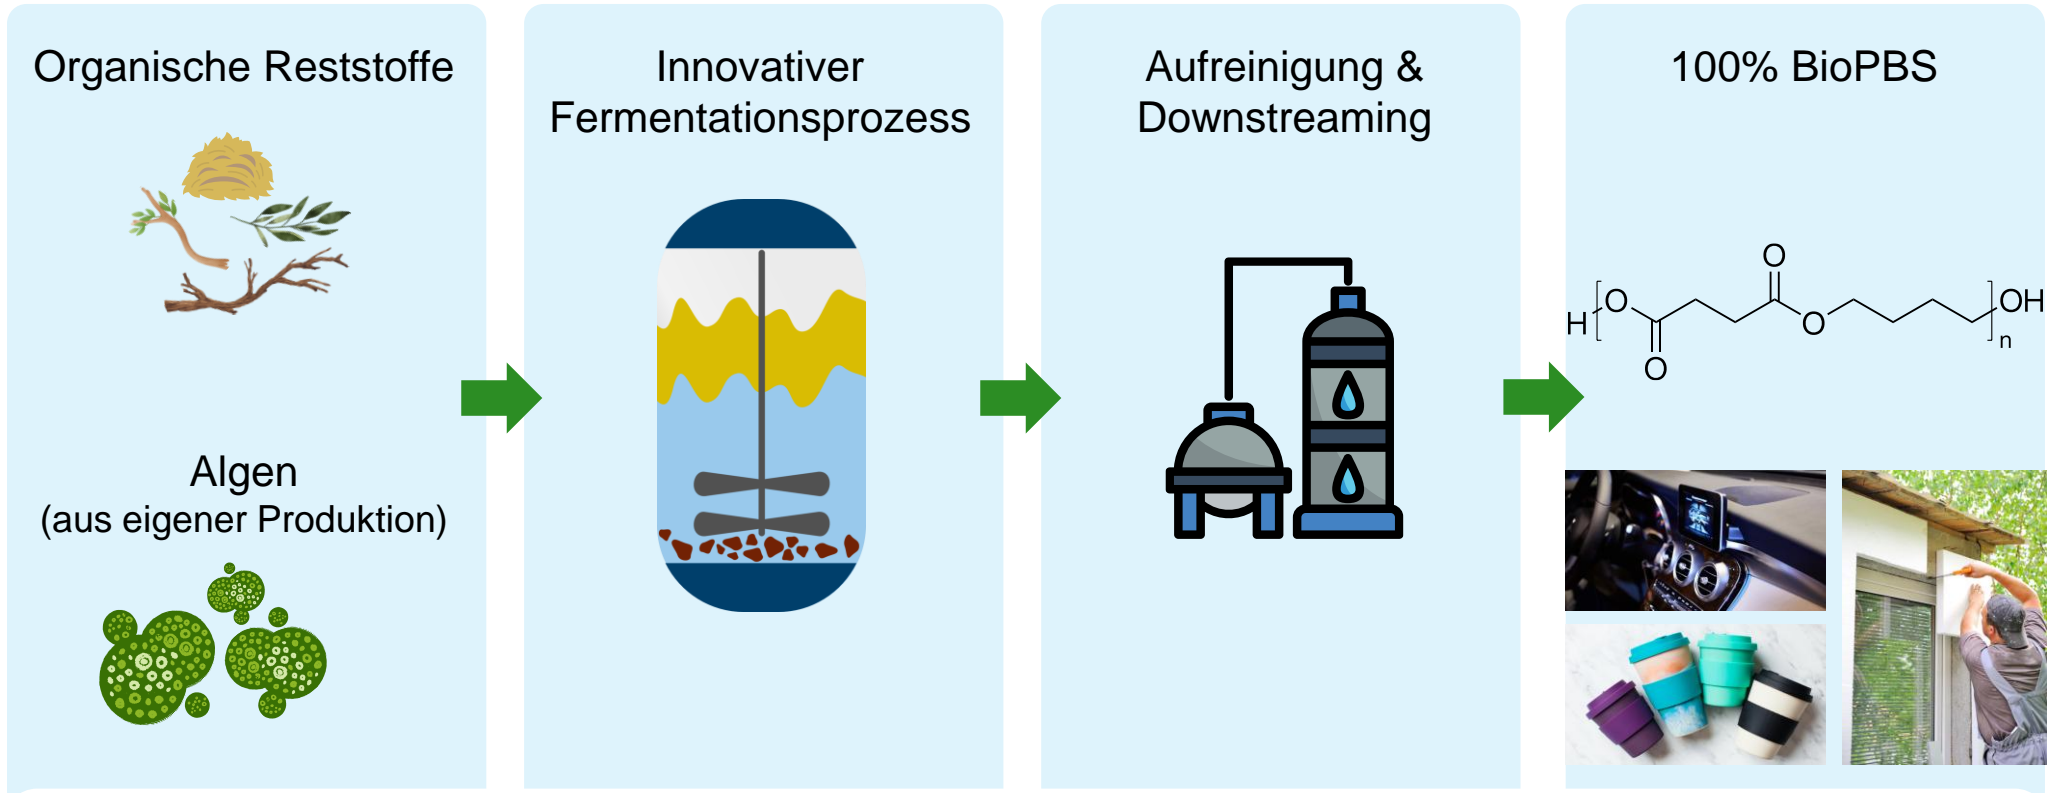 Organische Reststoffe
Algen
(aus eigener Produktion)
Innovativer
Fermentationsprozess
Aufreinigung &
Downstreaming
100% BioPBS
O
H
O
OH
O
n
O